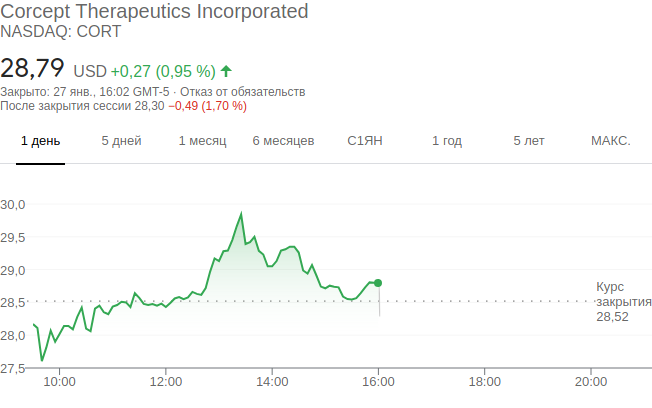 Corcept Therapeutics Incorporated
NASDAQ: CORT
28,79 USD +0,27 (0,95 %)
Закрыто: 27 янв., 16:02 GMT-5 · Отказ от обязательств
После закрытия сессии 28,30 −0,49 (1,70 %)
1 день 5 дней 1 месяц 6 месяцев С1ЯН 1 год 5 лет МАКС.
30,0
29,5
29,0
28,5
28,0
27,5
Курс
закрытия
28,52
10:00 12:00 14:00 16:00 18:00 20:00